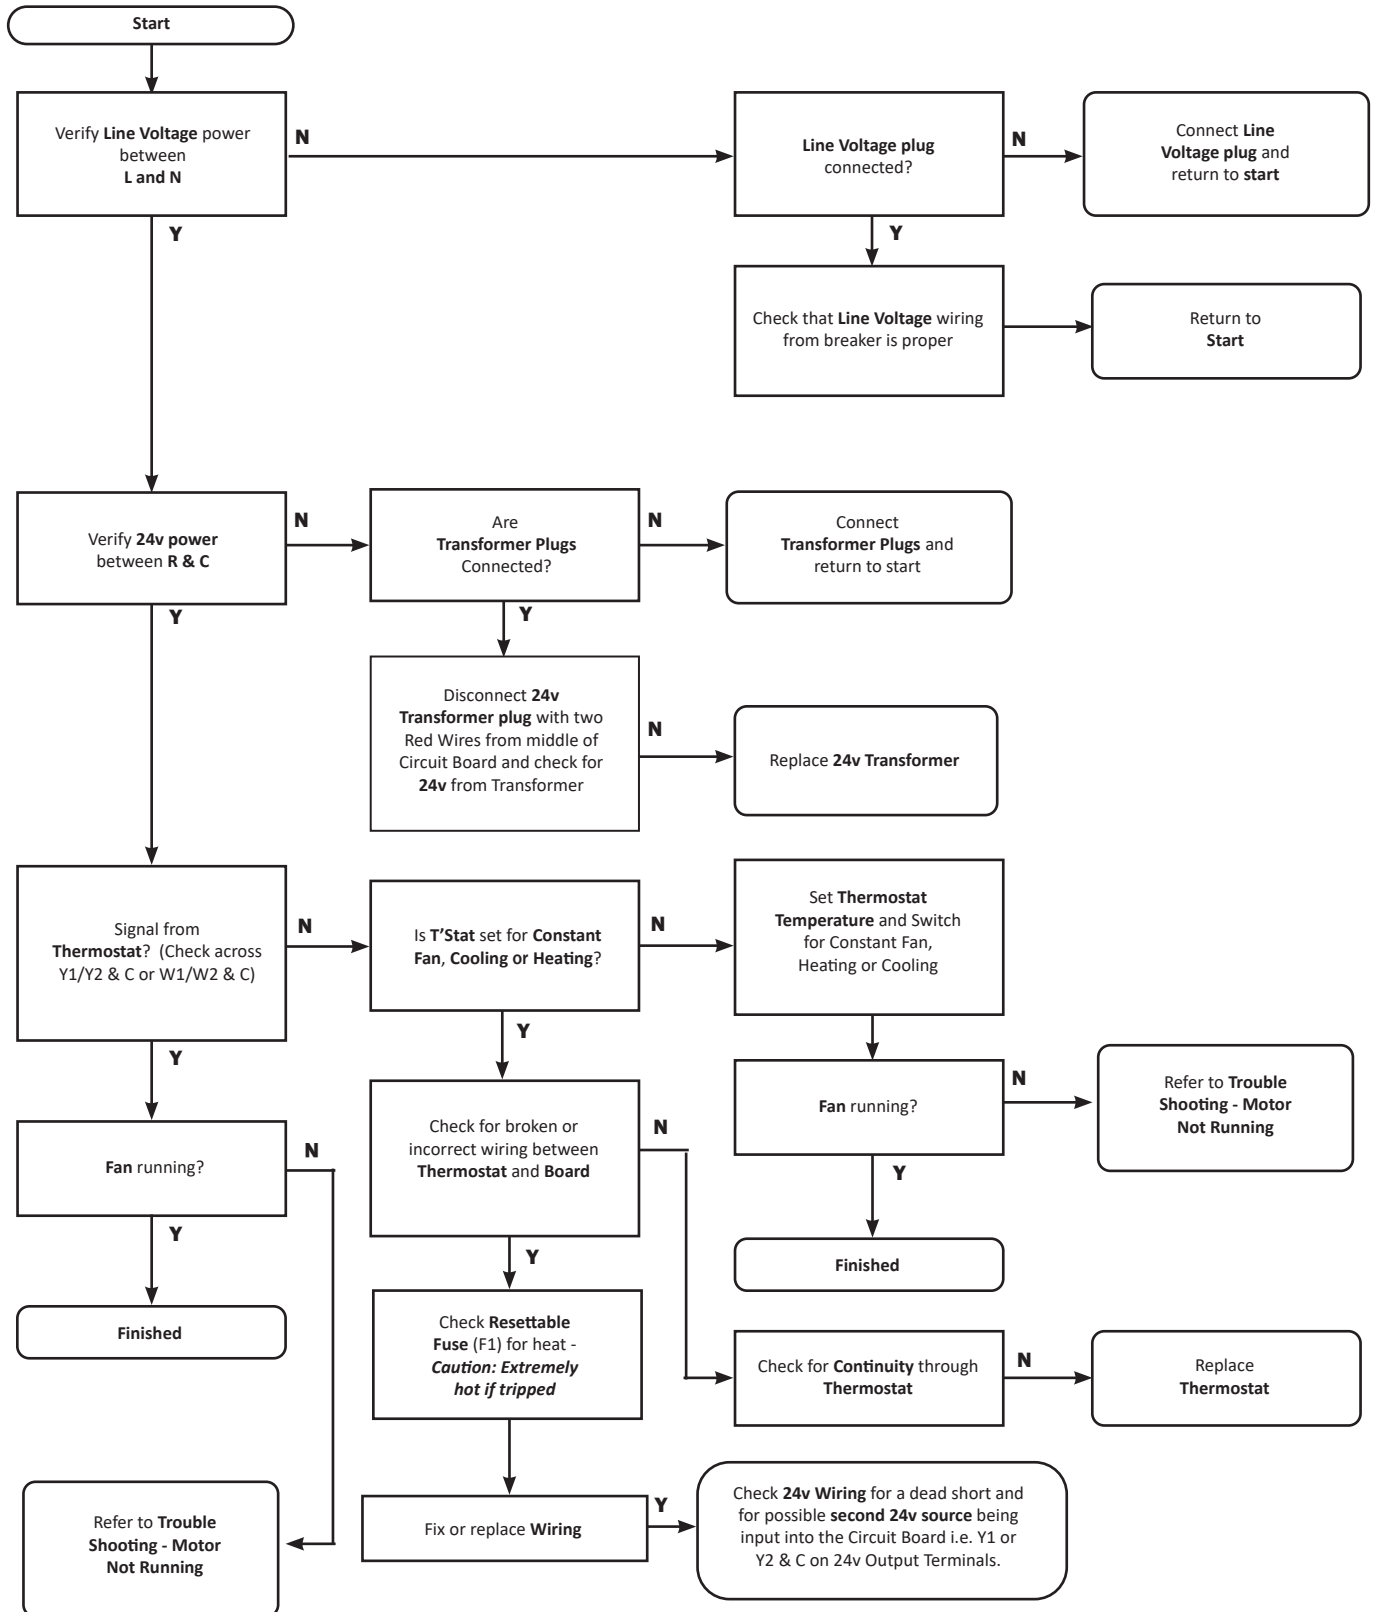 Start
Verify Line Voltage power
between
L and N
N
Line Voltage plug
connected?
N
Connect Line
Voltage plug and
return to start
Y
Y
Check that Line Voltage wiring
from breaker is proper
Return to
Start
Verify 24v power
between R & C
N
Are
Transformer Plugs
Connected?
N
Connect
Transformer Plugs and
return to start
Y
Y
Disconnect 24v
Transformer plug with two
Red Wires from middle of
Circuit Board and check for
24v from Transformer
N
Replace 24v Transformer
Signal from
Thermostat? (Check across
Y1/Y2 & C or W1/W2 & C)
N
Is T'Stat set for Constant
Fan, Cooling or Heating?
N
Set Thermostat
Temperature and Switch
for Constant Fan,
Heating or Cooling
Y
Y
Fan running?
N
Refer to Trouble
Shooting - Motor
Not Running
Y
Finished
Fan running?
N
Check for broken or
incorrect wiring between
Thermostat and Board
N
Y
Y
Finished
Check Resettable
Fuse (F1) for heat -
Caution: Extremely
hot if tripped
Check for Continuity through
Thermostat
N
Replace
Thermostat
Refer to Trouble
Shooting - Motor
Not Running
Fix or replace Wiring
Y
Check 24v Wiring for a dead short and
for possible second 24v source being
input into the Circuit Board i.e. Y1 or
Y2 & C on 24v Output Terminals.